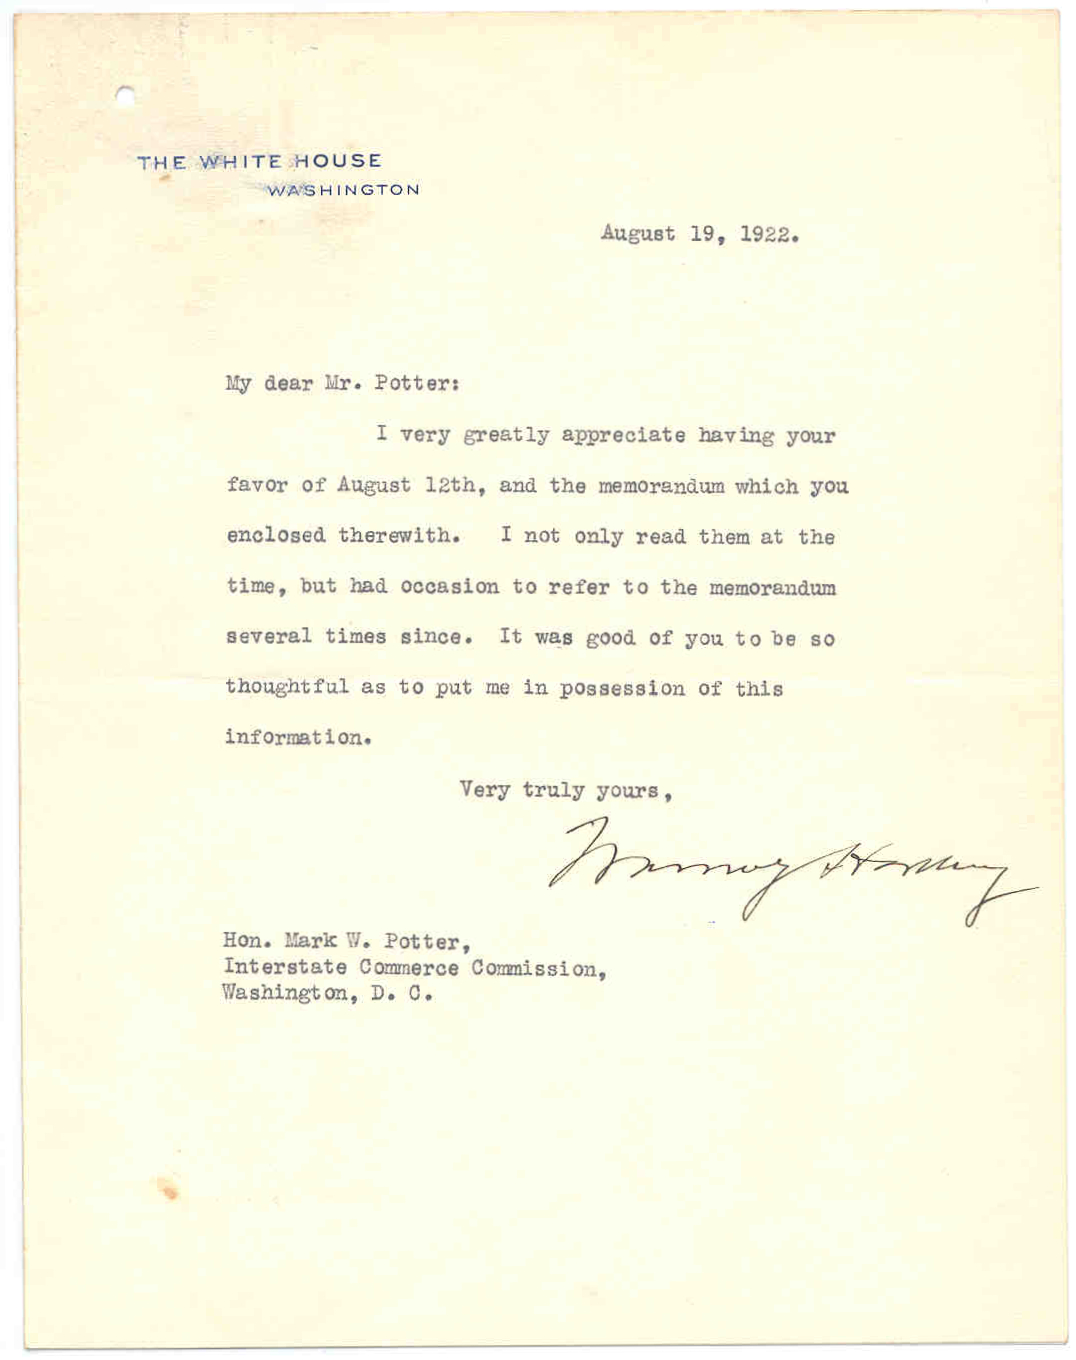 THE WHITE HOUSE
WASHINGTON
August 19, 1922.
My dear Mr. Potter:
I very greatly appreciate having your
favor of August 12th, and the memorandum which you
enclosed therewith. I not only read them at the
time, but had occasion to refer to the memorandum
several times since. It was good of you to be so
thoughtful as to put me in possession of this
information.
Very truly yours,
Warren G Harding
Hon. Mark W. Potter,
Interstate Commerce Commission,
Washington, D. C.